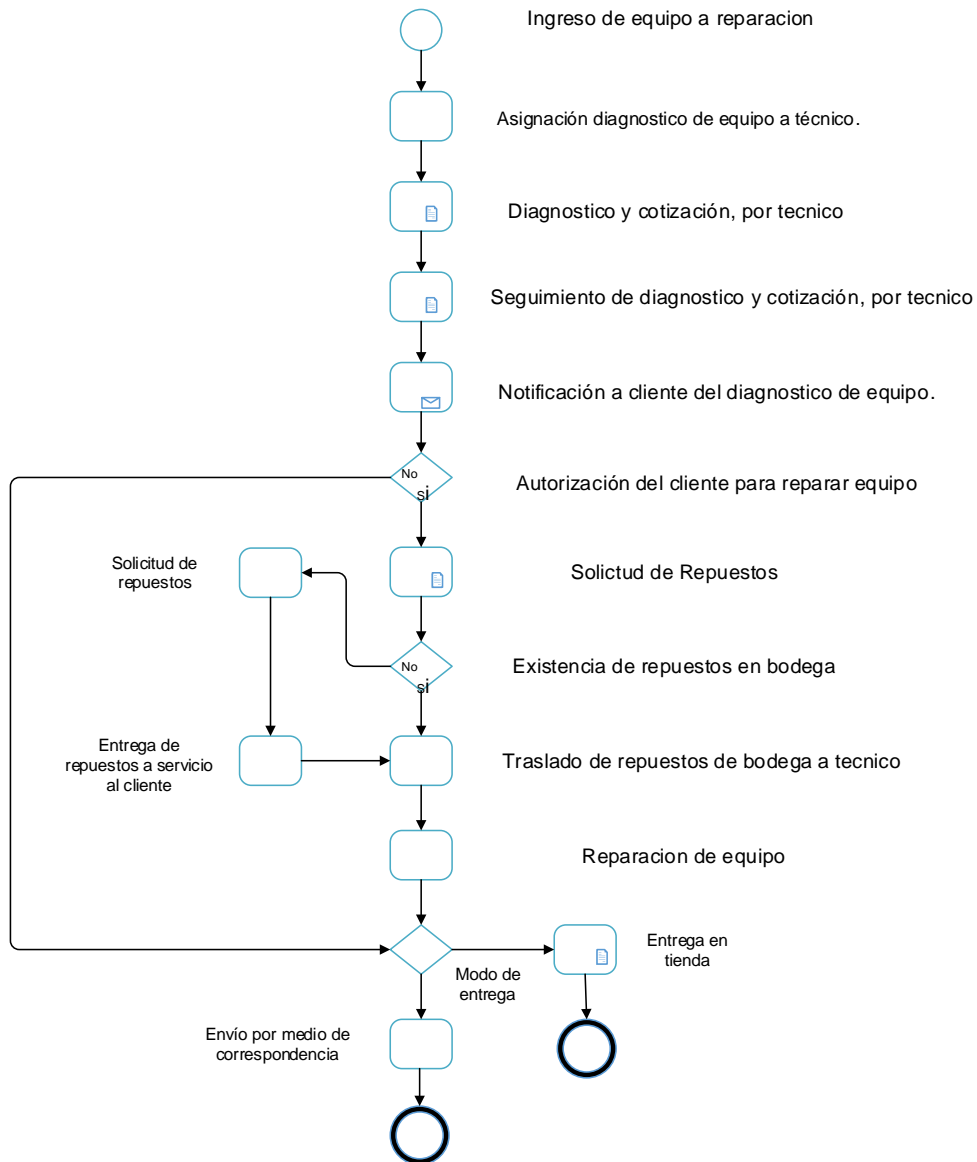 Ingreso de equipo a reparacion
Asignación diagnostico de equipo a técnico.
Diagnostico y cotización, por tecnico
Seguimiento de diagnostico y cotización, por tecnico
Notificación a cliente del diagnostico de equipo.
No
si
Autorización del cliente para reparar equipo
Solicitud de
repuestos
Solictud de Repuestos
No
si
Existencia de repuestos en bodega
Entrega de
repuestos a servicio
al cliente
Traslado de repuestos de bodega a tecnico
Reparacion de equipo
Modo de
entrega
Entrega en
tienda
Envío por medio de
correspondencia